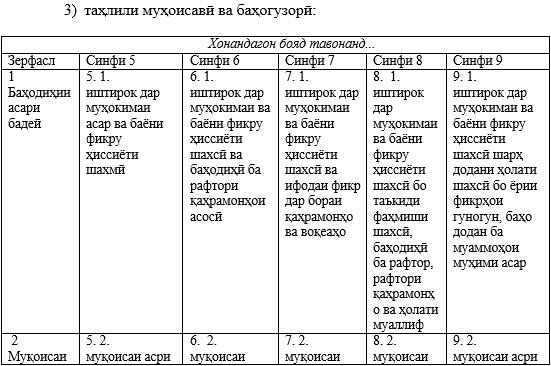 3) таҳлили муҳоисавӣ ва баҳогузорӣ:
Хонандагон бояд тавонанд...
Зерфасл
Синфи 5
Синфи 6
Синфи 7
Синфи 8
Синфи 9
1
Баҳодиҳии
асари
бадеӣ
5. 1.
иштирок дар
муҳокимаи
асар ва баёни
фикру
ҳиссиёти
шахмӣ
6. 1.
иштирок дар
муҳокимаи ва
баёни фикру
ҳиссиёти
шахсӣ ва
баҳодиҳӣ ба
рафтори
қаҳрамонҳои
асосӣ
7. 1.
иштирок дар
муҳокимаи
ва баёни
фикру
ҳиссиёти
шахсӣ ва
ифодаи фикр
дар бораи
қаҳрамонҳо
ва воқеаҳо
8. 1.
иштирок
дар
муҳокимаи
ва баёни
фикру
ҳиссиёти
шахсӣ бо
таъкиди
фаҳмиши
шахсӣ,
баҳодиҳӣ
ба рафтор,
рафтори
қаҳрамонҳ
о ва ҳолати
муаллиф
9. 1.
иштирок дар
муҳокимаи ва
баёни фикру
ҳиссиёти
шахсӣ шарҳ
додани ҳолати
шахсӣ бо ёрии
фикрҳои
гуногун, баҳо
додан ба
муаммоҳои
муҳими асар
2
Муқоисаи
5. 2.
муқоисаи асри
6. 2.
муқоисаи
7. 2.
муқоисаи
8. 2.
муқоисаи
9. 2.
муқоисаи асри